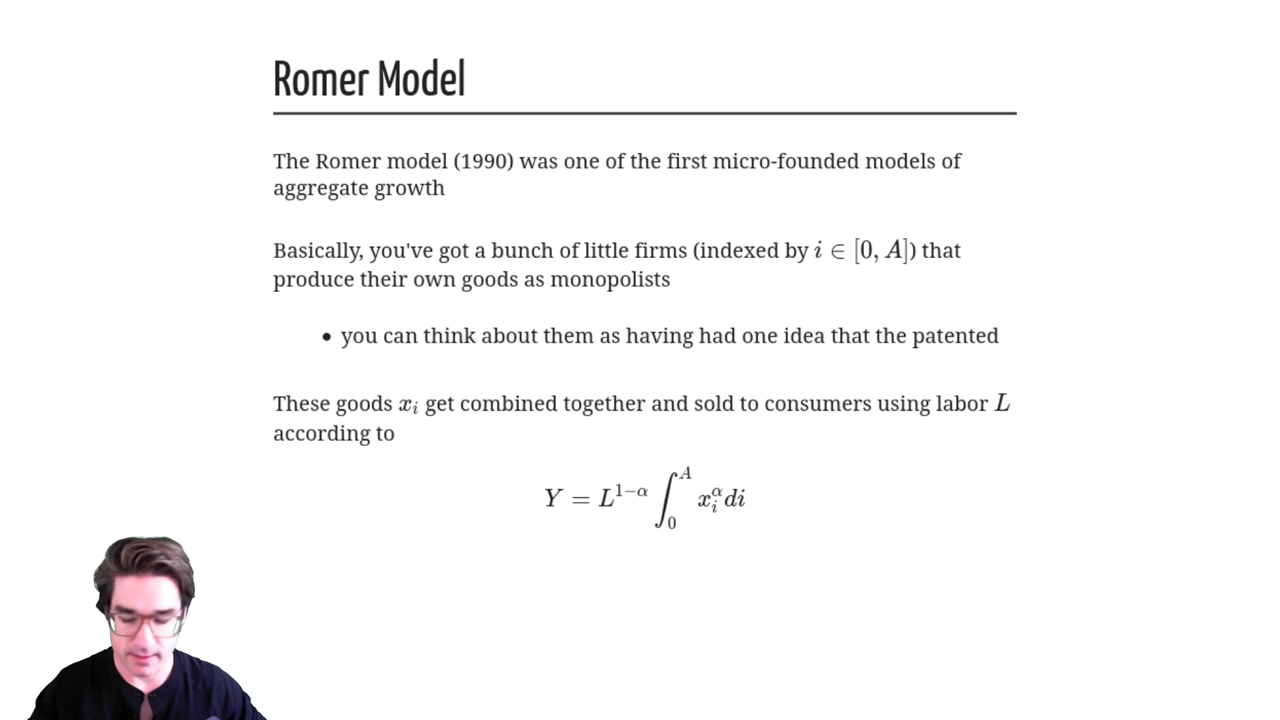 Romer Model
The Romer model (1990) was one of the first micro-founded models of
aggregate growth
Basically, you've got a bunch of little firms (indexed by i ∈ [0, A]) that
produce their own goods as monopolists
• you can think about them as having had one idea that the patented
These goods xᵢ get combined together and sold to consumers using labor L
according to
Y = L^{1−α} ∫_0^A x_i^α di